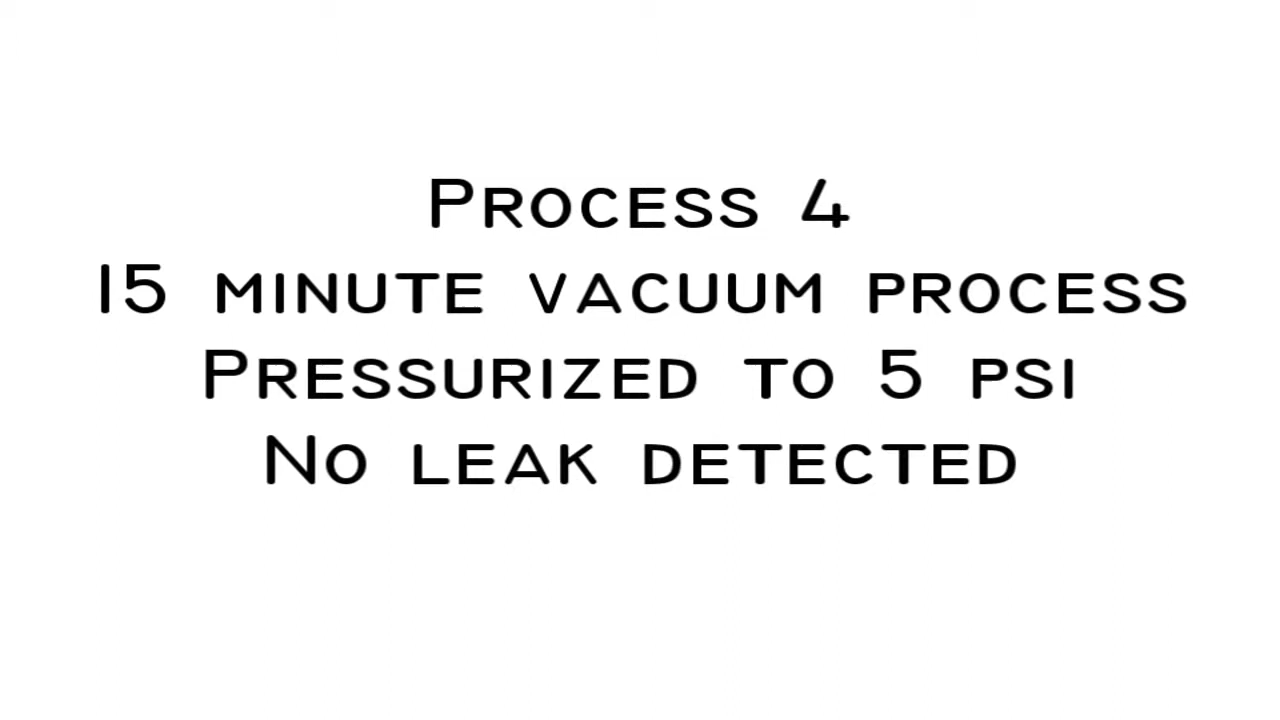 Process 4
15 minute vacuum process
Pressurized to 5 psi
No leak detected